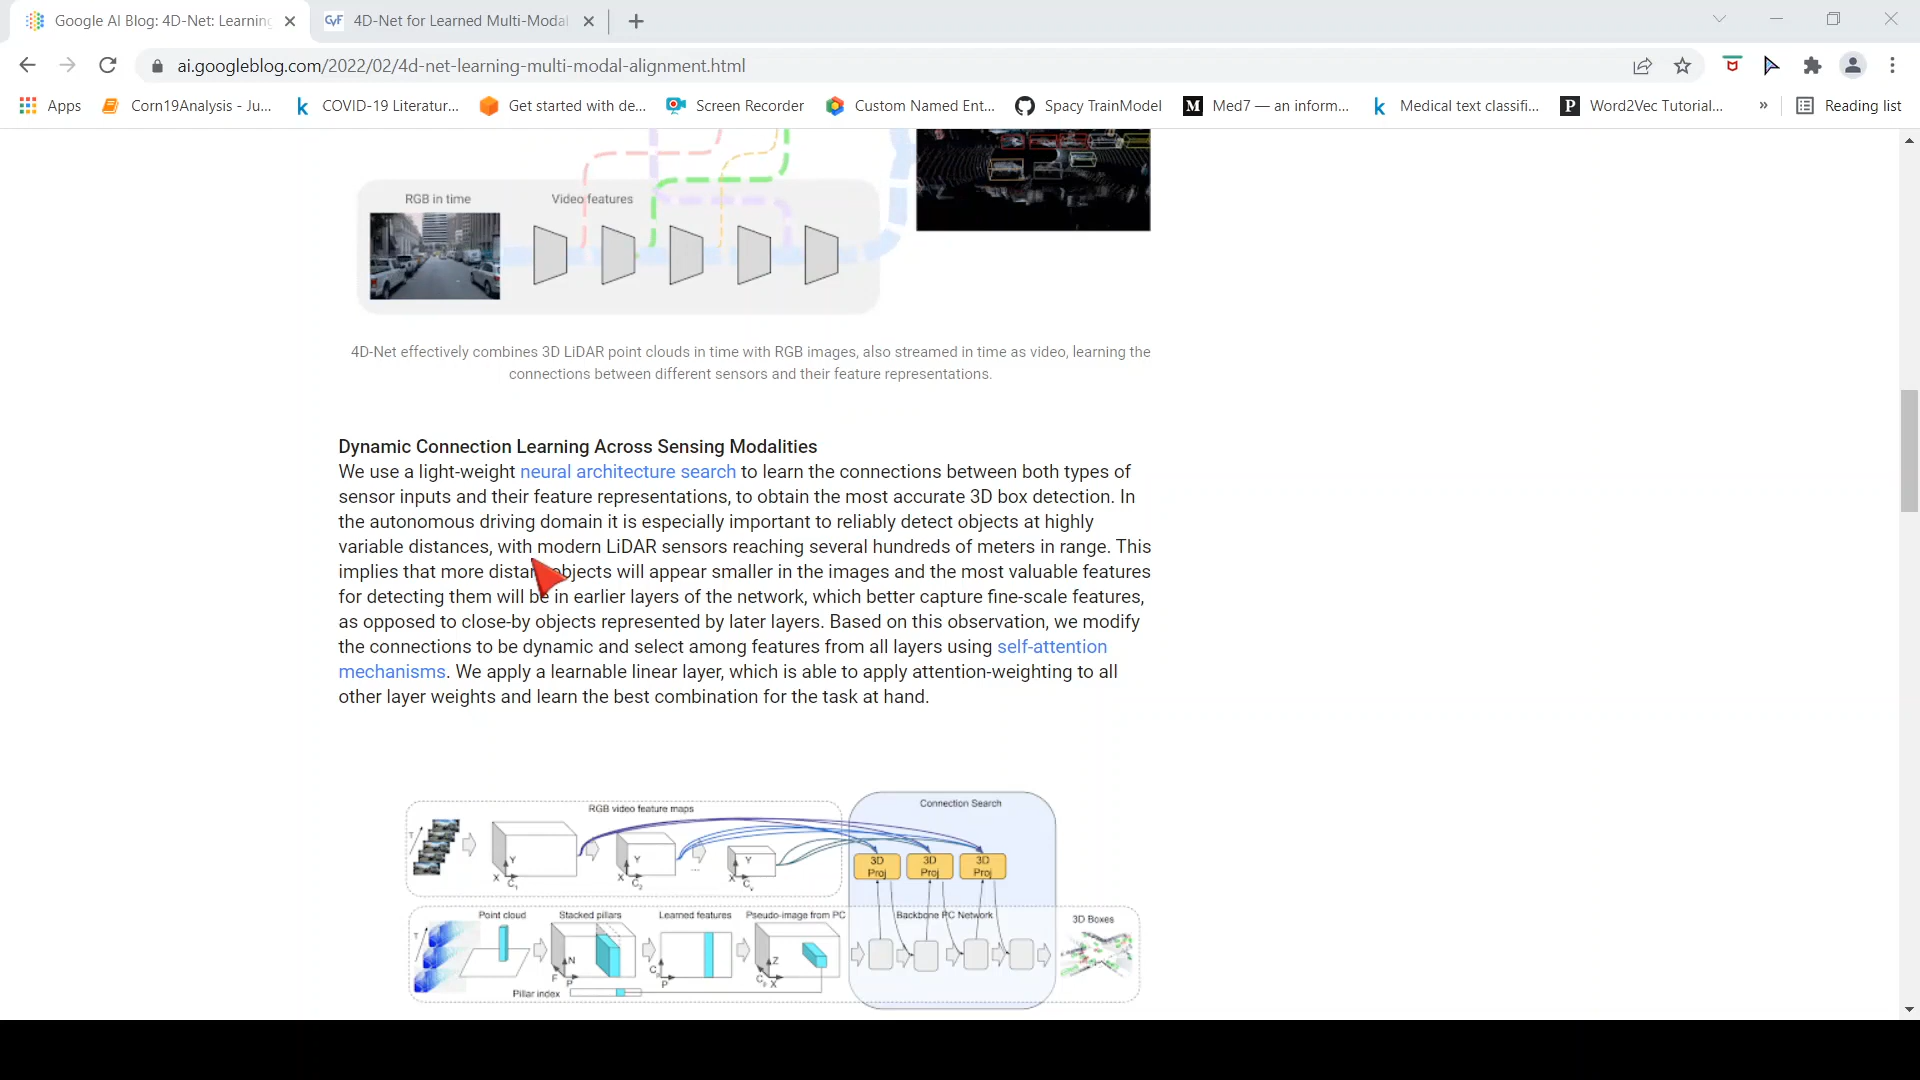 Google AI Blog: 4D-Net: Learning
4D-Net for Learned Multi-Modal
ai.googleblog.com/2022/02/4d-net-learning-multi-modal-alignment.html
Apps
Corn19Analysis - Ju...
COVID-19 Literatur...
Get started with de...
Screen Recorder
Custom Named Ent...
Spacy TrainModel
Med7 — an inform...
Medical text classifi...
Word2Vec Tutorial...
»
Reading list
RGB in time
Video features
4D-Net effectively combines 3D LiDAR point clouds in time with RGB images, also streamed in time as video, learning the
connections between different sensors and their feature representations.
Dynamic Connection Learning Across Sensing Modalities
We use a light-weight neural architecture search to learn the connections between both types of
sensor inputs and their feature representations, to obtain the most accurate 3D box detection. In
the autonomous driving domain it is especially important to reliably detect objects at highly
variable distances, with modern LiDAR sensors reaching several hundreds of meters in range. This
implies that more distant objects will appear smaller in the images and the most valuable features
for detecting them will be in earlier layers of the network, which better capture fine-scale features,
as opposed to close-by objects represented by later layers. Based on this observation, we modify
the connections to be dynamic and select among features from all layers using self-attention
mechanisms. We apply a learnable linear layer, which is able to apply attention-weighting to all
other layer weights and learn the best combination for the task at hand.
RGB video feature maps
Connection Search
T
Y
X
C1
Y
X
C2
...
Y
X
3D
Proj
3D
Proj
3D
Proj
Point cloud
Stacked pillars
Learned features
Pseudo-image from PC
Backbone PC Network
3D Boxes
T
N
F
P
C
P
Z
C
X
Pillar index